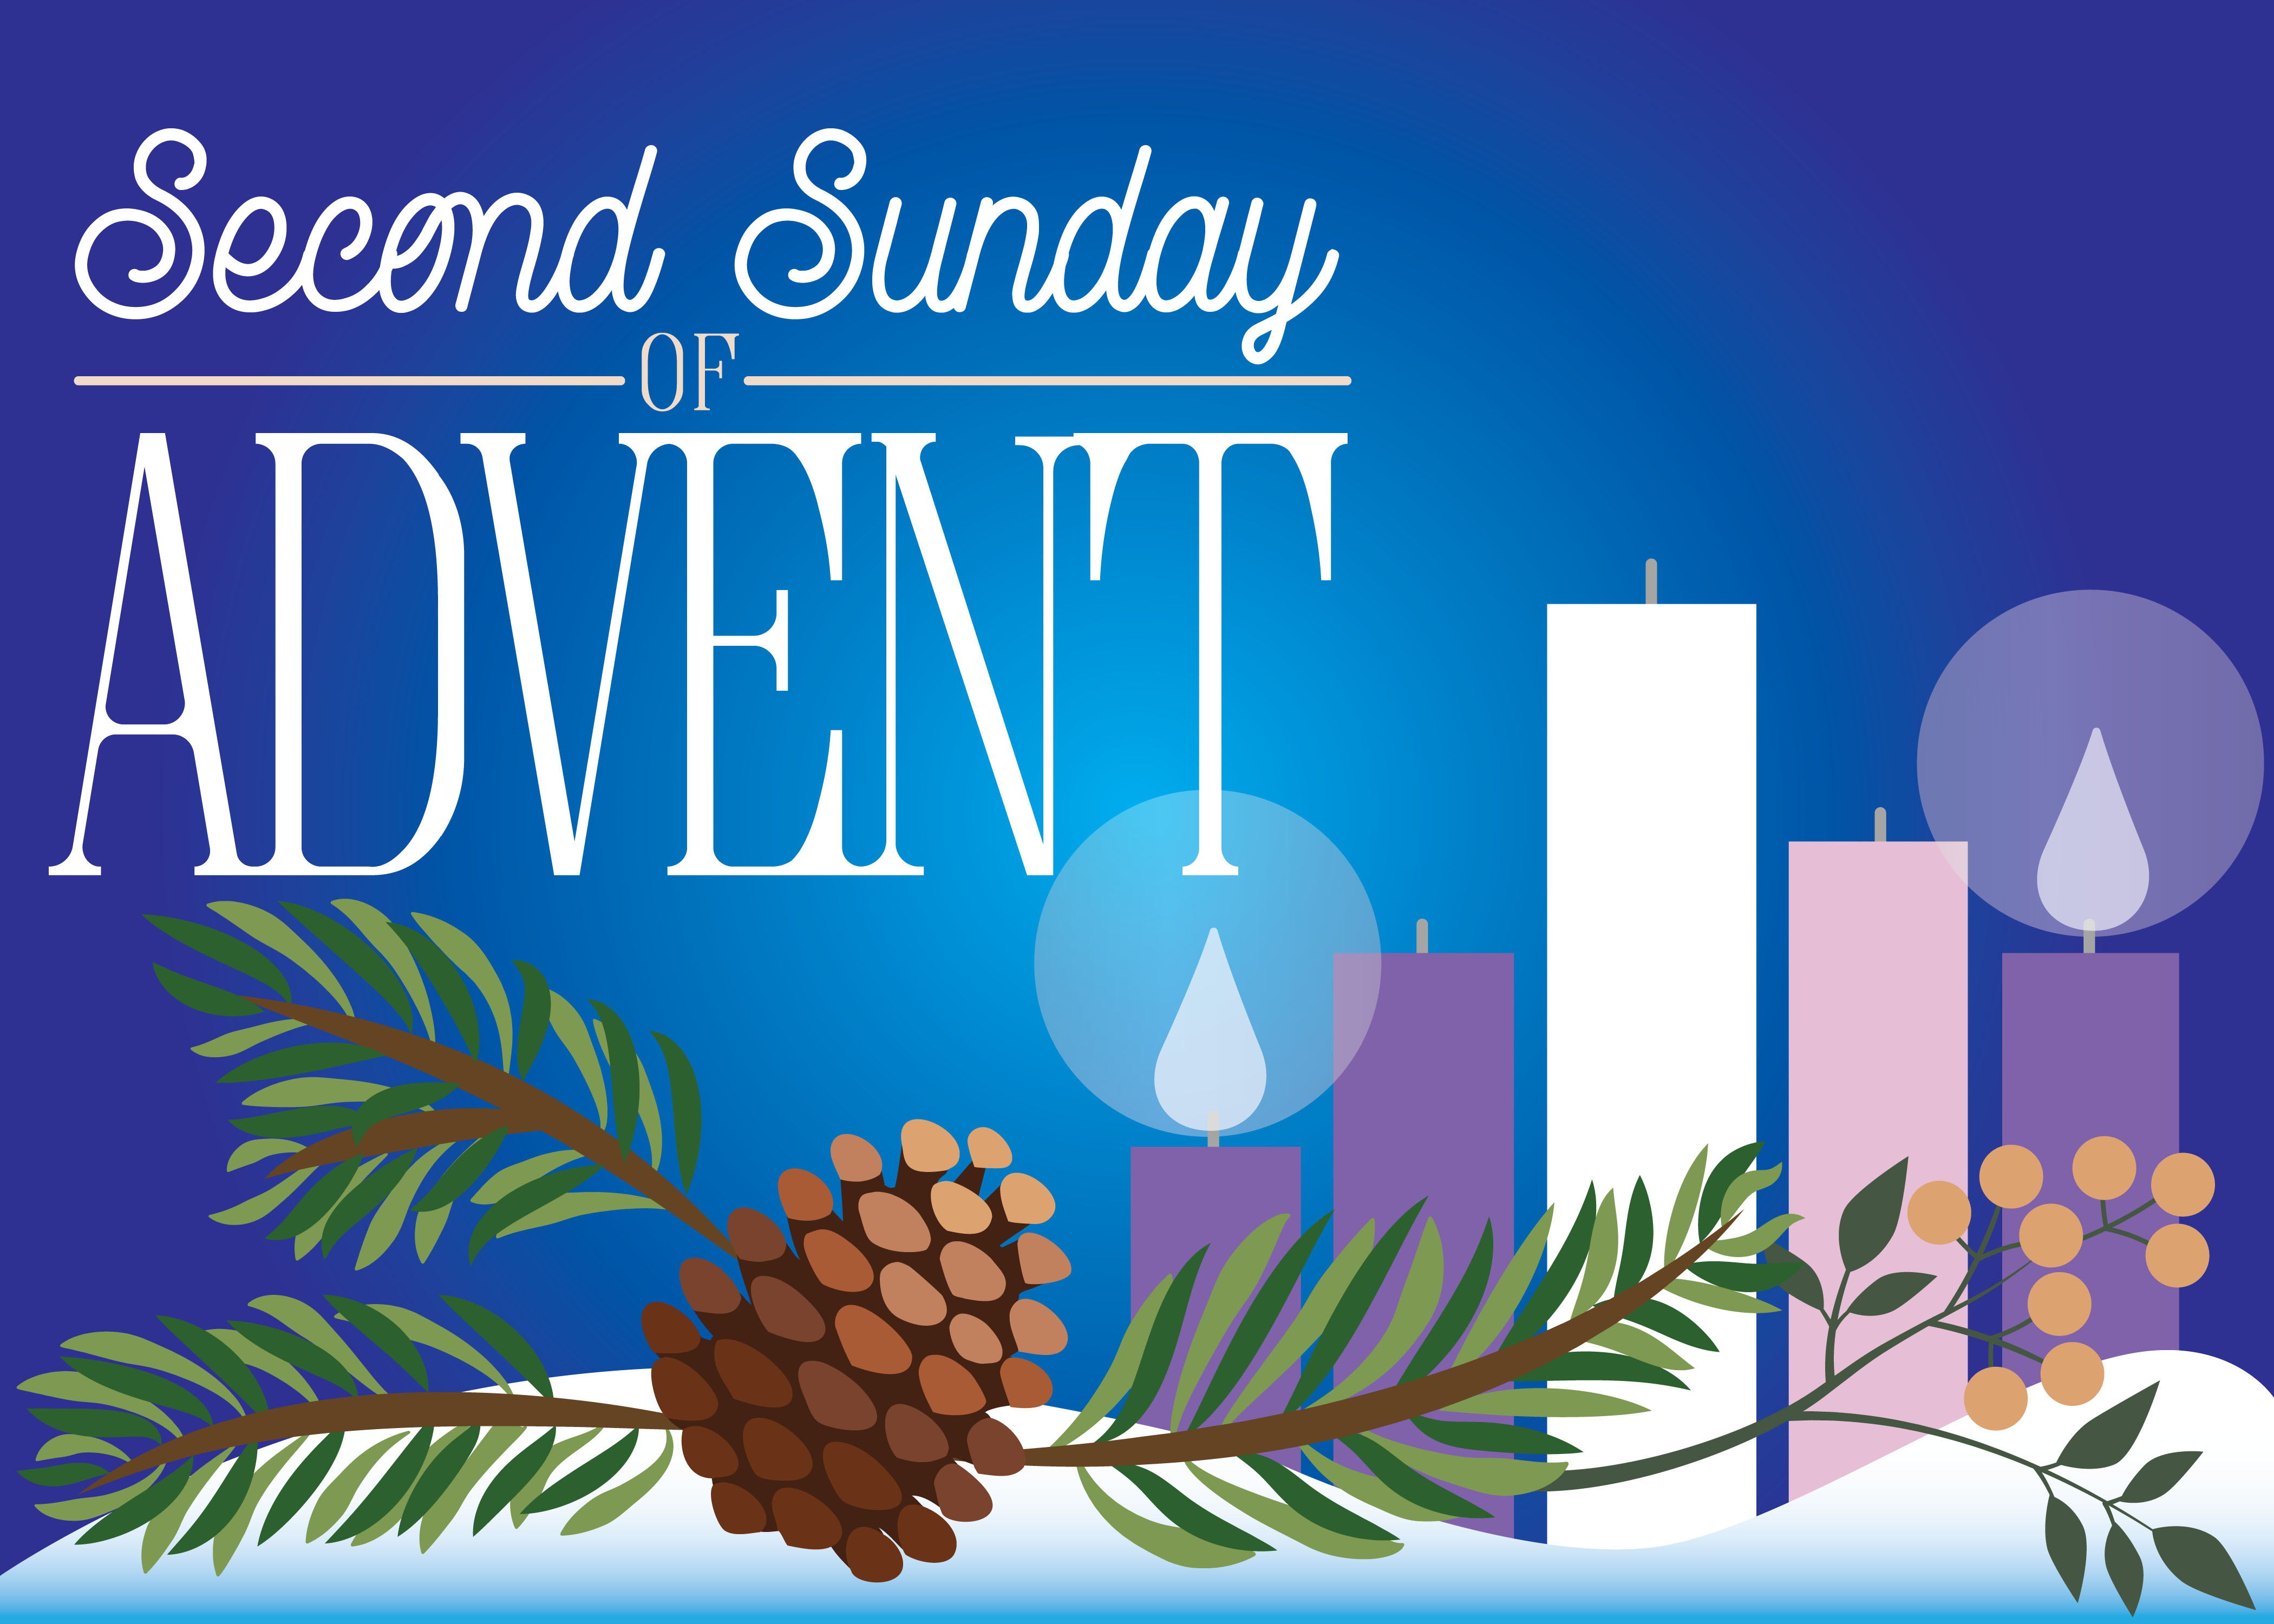 Second Sunday
OF
ADVENT